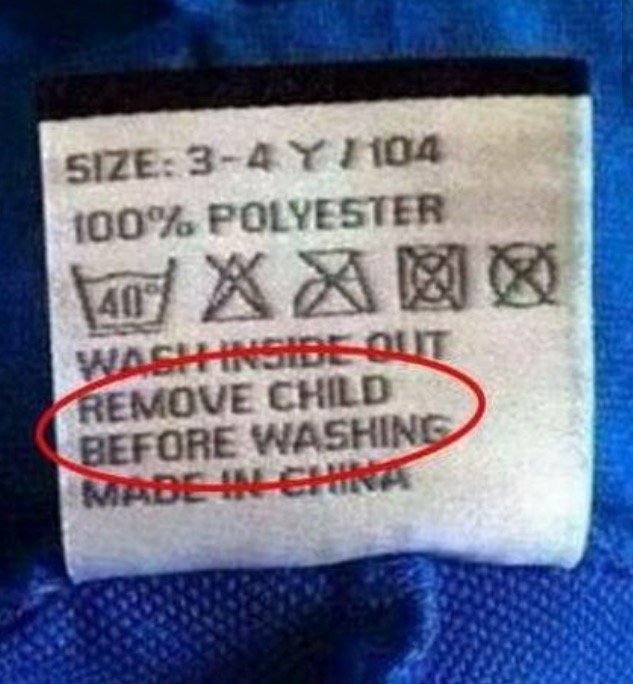 SIZE: 3-4 Y / 104
100% POLYESTER
40°
WASH INSIDE OUT
REMOVE CHILD
BEFORE WASHING
MADE IN CHINA